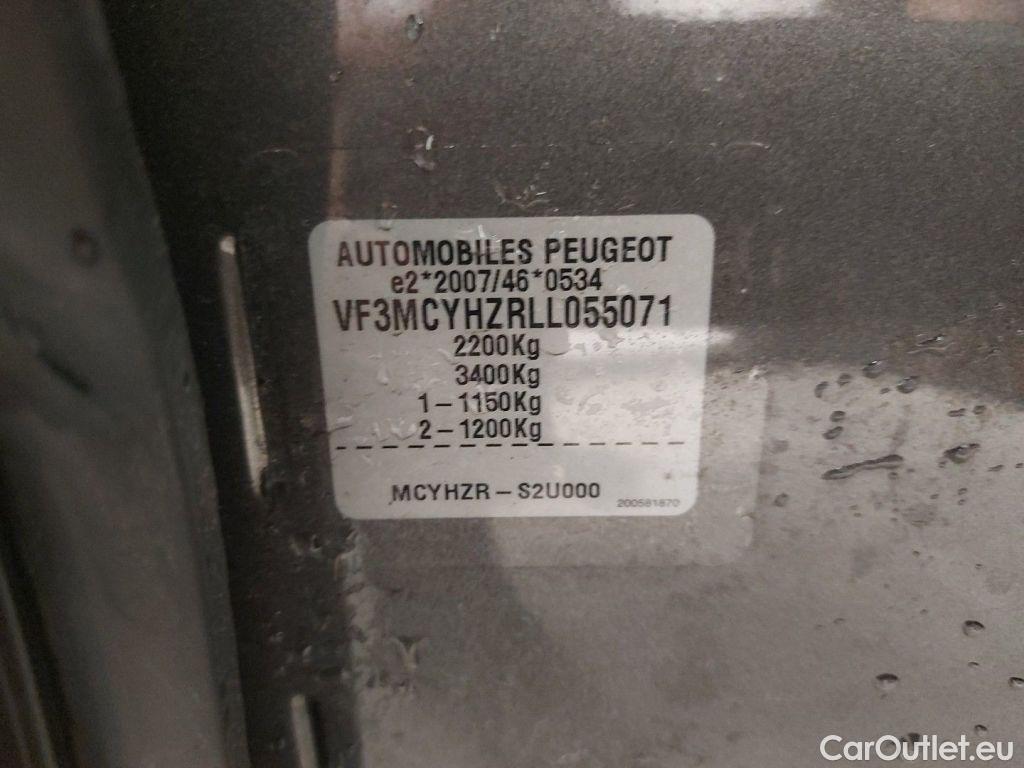 AUTOMOBILES PEUGEOT
e2*2007/46*0534
VF3MCYHZRLL055071
2200Kg
3400Kg
1-1150Kg
2-1200Kg
MCYHZR-S2U000
200581870
CarOutlet.eu